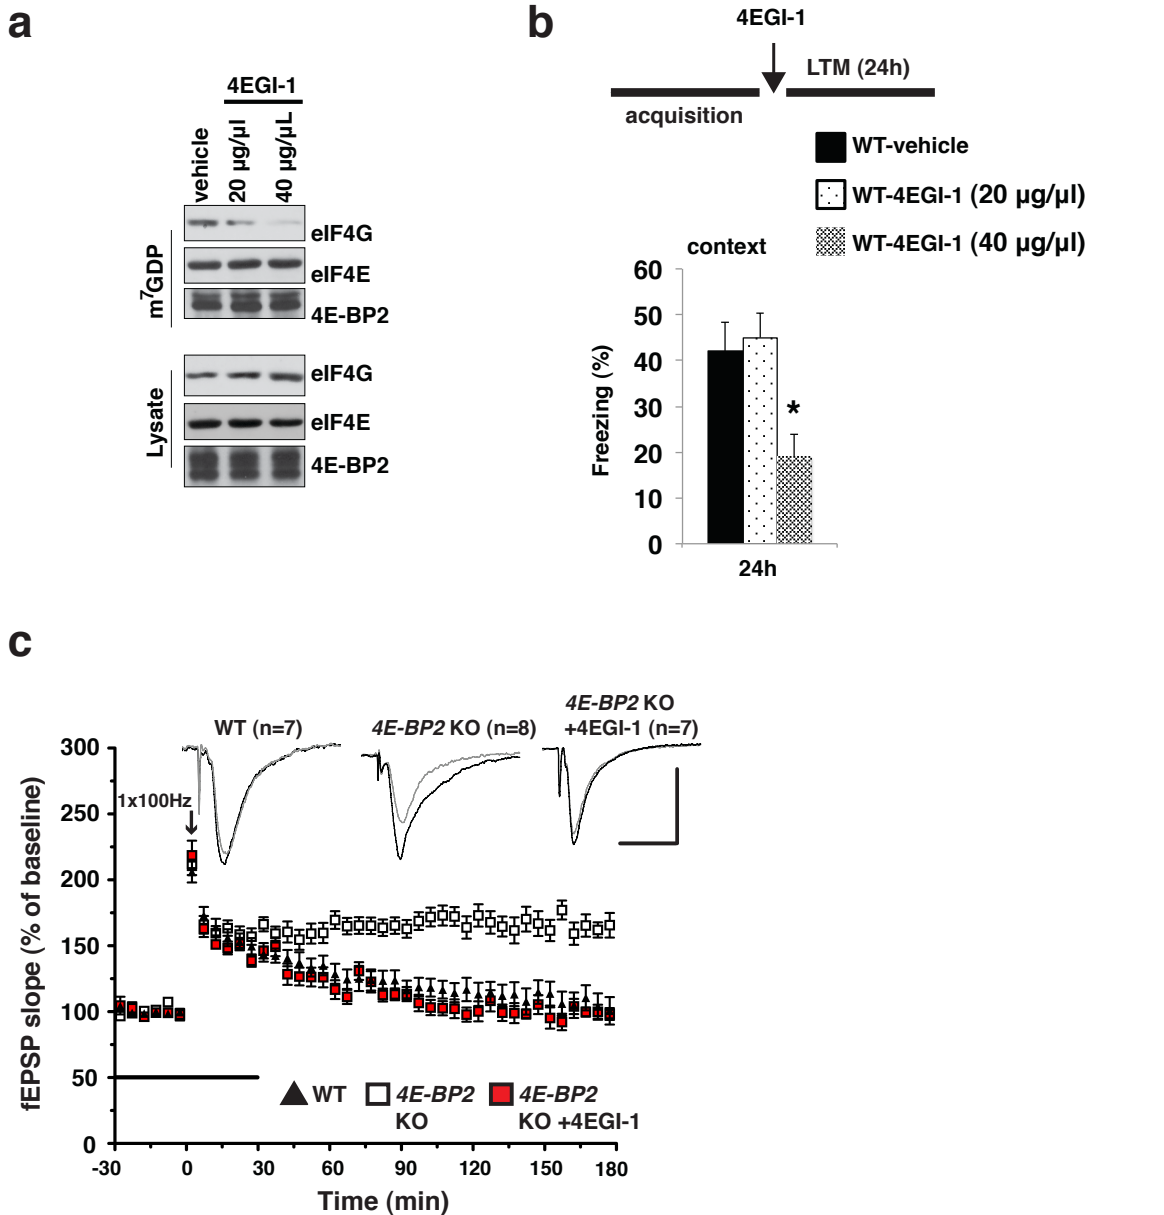 a
4EGI-1
vehicle
20 µg/µl
40 µg/µL
m7GDP
eIF4G
eIF4E
4E-BP2
Lysate
eIF4G
eIF4E
4E-BP2
b
4EGI-1
LTM (24h)
acquisition
WT-vehicle
WT-4EGI-1 (20 µg/µl)
WT-4EGI-1 (40 µg/µl)
context
Freezing (%)
60
50
40
30
20
10
0
*
24h
c
WT (n=7)
4E-BP2 KO (n=8)
4E-BP2 KO
+4EGI-1 (n=7)
1x100Hz
fEPSP slope (% of baseline)
300
250
200
150
100
50
0
WT
4E-BP2
KO
4E-BP2
KO +4EGI-1
-30 0 30 60 90 120 150 180
Time (min)